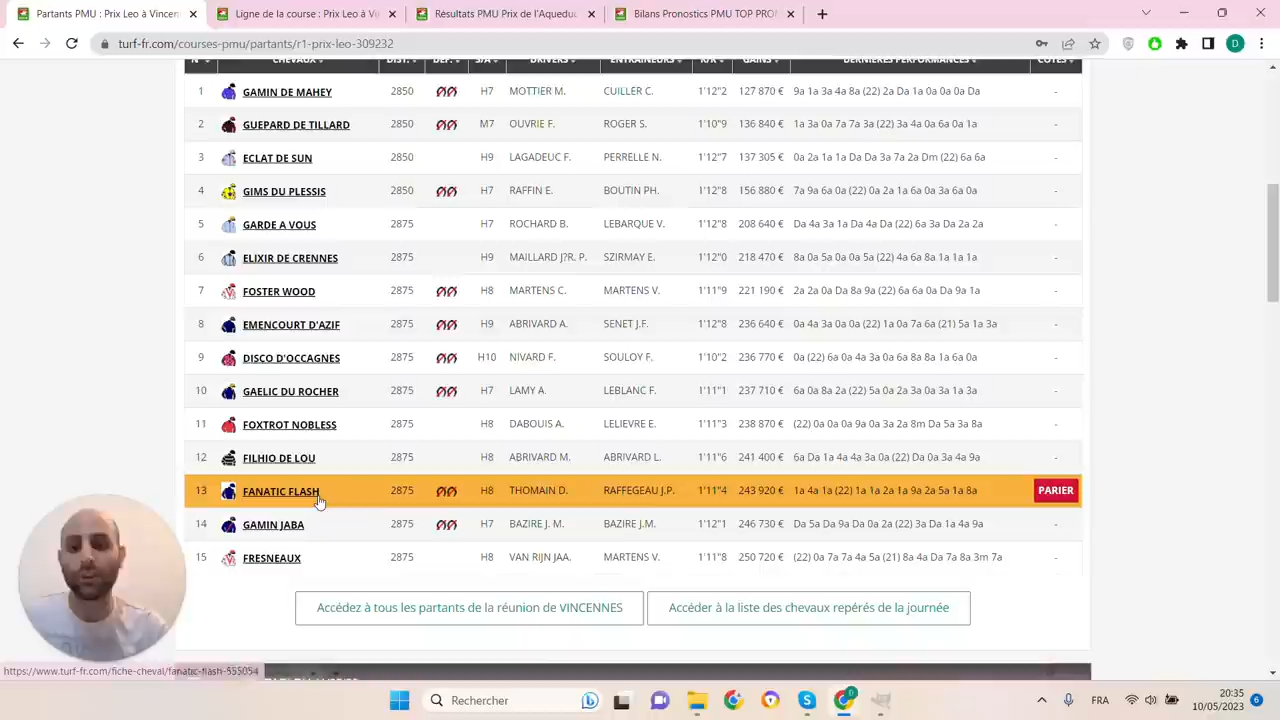 Partants PMU : Prix Leo à Vincen
Ligne de la course : Prix Leo à Vi
Résultats PMU Prix de l'Aqueduc
Bilans Pronostics PMU TOP PRO
turf-fr.com/courses-pmu/partants/r1-prix-leo-309232
D
N° CHEVAUX DIST. DEF. S/A DRIVERS ENTRAINEURS R/R GAINS DERNIÈRES PERFORMANCES COTES
1 GAMIN DE MAHEY 2850 H7 MOTTIER M. CUILLER C. 1'12"2 127 870 € 9a 1a 3a 4a 8a (22) 2a Da 1a 0a 0a 0a Da -
2 GUEPARD DE TILLARD 2850 M7 OUVRIE F. ROGER S. 1'10"9 136 840 € 1a 3a 0a 7a 7a 3a (22) 3a 4a 0a 6a 0a 1a -
3 ECLAT DE SUN 2850 H9 LAGADEUC F. PERRELLE N. 1'12"7 137 305 € 0a 2a 1a 1a Da Da 3a 7a 2a Dm (22) 6a 6a -
4 GIMS DU PLESSIS 2850 H7 RAFFIN E. BOUTIN PH. 1'12"8 156 880 € 7a 9a 6a 0a (22) 0a 2a 1a 6a 0a 3a 6a 0a -
5 GARDE A VOUS 2875 H7 ROCHARD B. LEBARQUE V. 1'12"8 208 640 € Da 4a 3a 1a Da 4a Da (22) 6a 3a Da 2a 2a -
6 ELIXIR DE CRENNES 2875 H9 MAILLARD J?R. P. SZIRMAY E. 1'12"0 218 470 € 8a 0a 5a 0a 0a 5a (22) 4a 6a 8a 1a 1a 1a -
7 FOSTER WOOD 2875 H8 MARTENS C. MARTENS V. 1'11"9 221 190 € 2a 2a 0a Da 8a 9a (22) 6a 6a 0a Da 9a 1a -
8 EMENCOURT D'AZIF 2875 H9 ABRIVARD A. SENET J.F. 1'12"8 236 640 € 0a 4a 3a 0a 0a (22) 1a 0a 7a 6a (21) 5a 1a 3a -
9 DISCO D'OCCAGNES 2875 H10 NIVARD F. SOULOY F. 1'10"2 236 770 € 0a (22) 6a 0a 4a 3a 0a 6a 8a 8a 1a 6a 0a -
10 GAELIC DU ROCHER 2875 H7 LAMY A. LEBLANC F. 1'11"1 237 710 € 6a 0a 8a 2a (22) 5a 0a 2a 3a 0a 3a 1a 3a -
11 FOXTROT NOBLESS 2875 H8 DABOUIS A. LELIEVRE E. 1'11"3 238 870 € (22) 0a 0a 0a 9a 0a 3a 2a 8m Da 5a 3a 8a -
12 FILHIO DE LOU 2875 H8 ABRIVARD M. ABRIVARD L. 1'11"6 241 400 € 6a Da 1a 4a 4a 3a 0a (22) Da 0a 3a 4a 9a -
13 FANATIC FLASH 2875 H8 THOMAIN D. RAFFEGEAU J.P. 1'11"4 243 920 € 1a 4a 1a (22) 1a 1a 2a 1a 9a 2a 5a 1a 8a PARIER
14 GAMIN JABA 2875 H7 BAZIRE J. M. BAZIRE J.M. 1'12"1 246 730 € Da 5a Da 9a Da 0a 2a (22) 3a Da 1a 4a 9a -
15 FRESNEAUX 2875 H8 VAN RIJN JAA. MARTENS V. 1'11"8 250 720 € (22) 0a 7a 7a 4a 5a (21) 8a 4a Da 7a 8a 3m 7a -
Accédez à tous les partants de la réunion de VINCENNES
Accéder à la liste des chevaux repérés de la journée
https://www.turf-fr.com/fiche-cheval/fanatic-flash-555054
Rechercher
FRA
20:35
10/05/2023
6